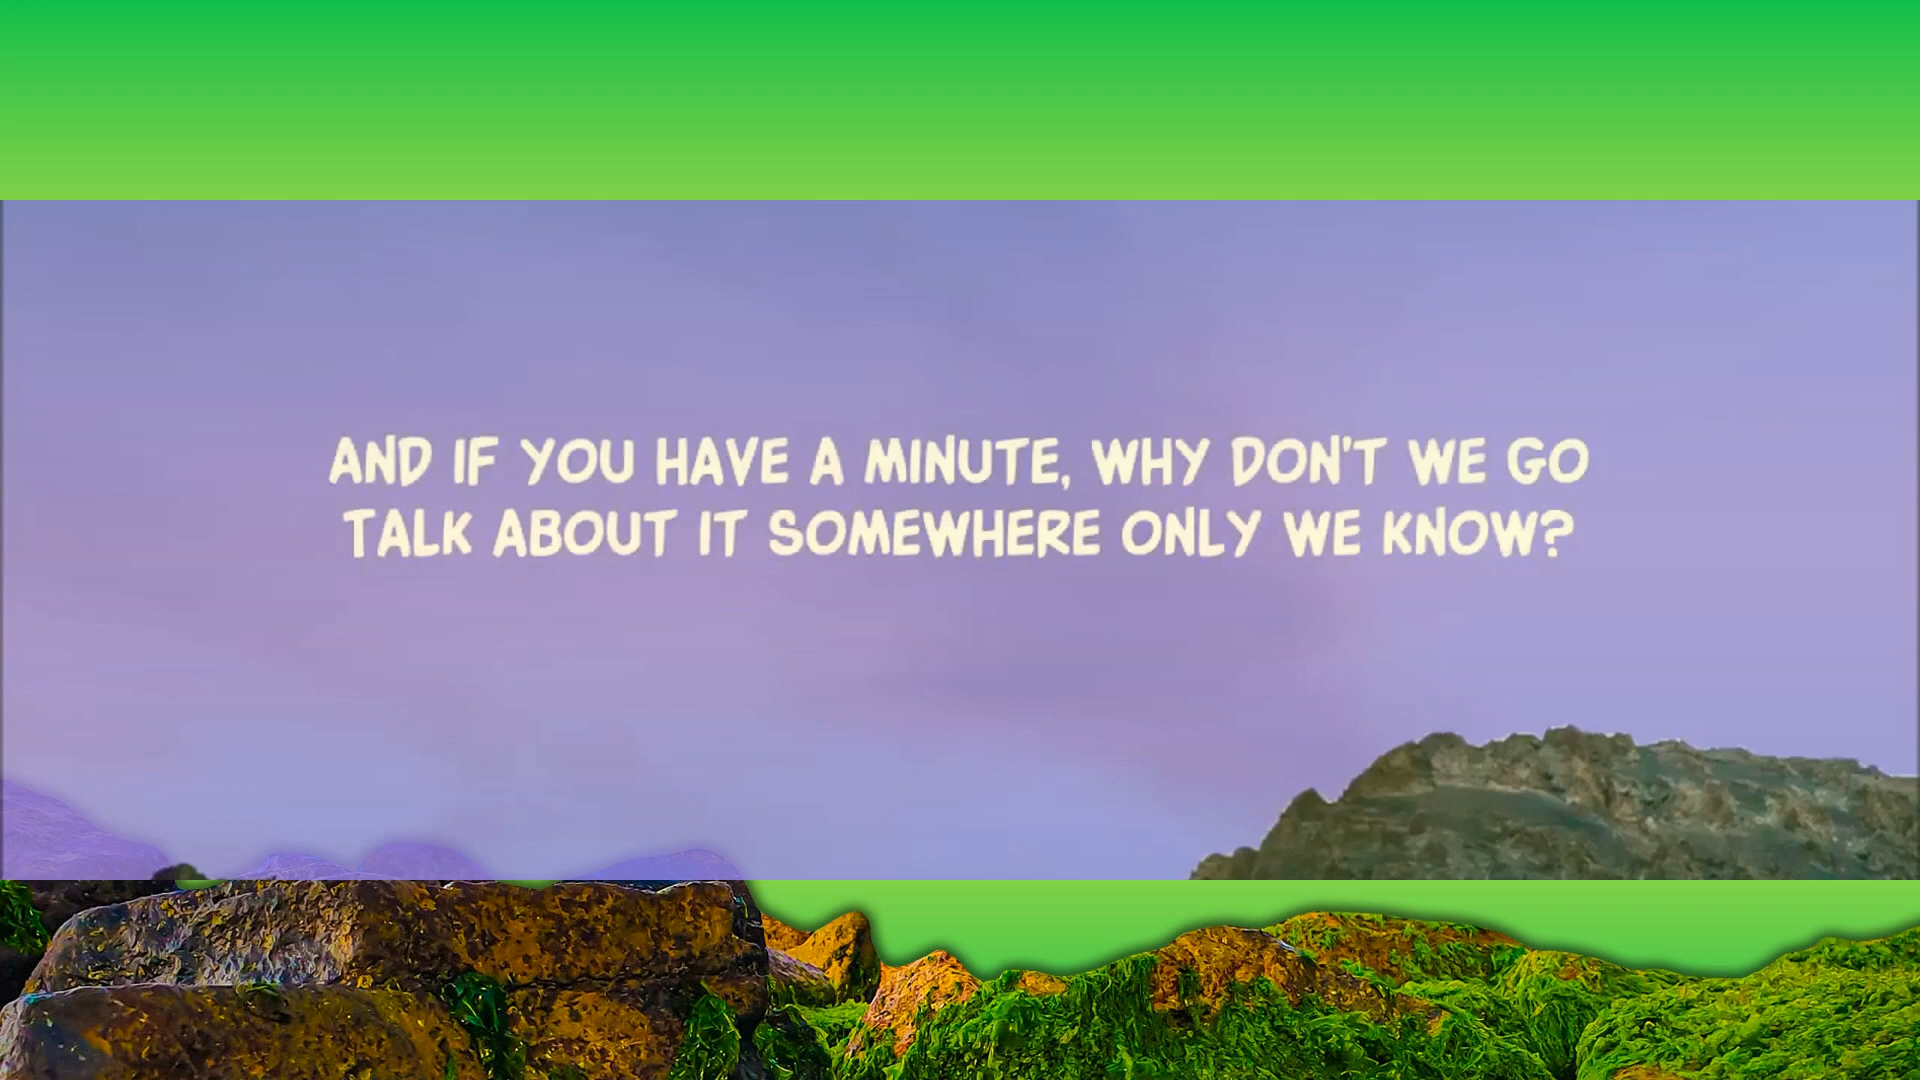 AND IF YOU HAVE A MINUTE, WHY DON'T WE GO
TALK ABOUT IT SOMEWHERE ONLY WE KNOW?